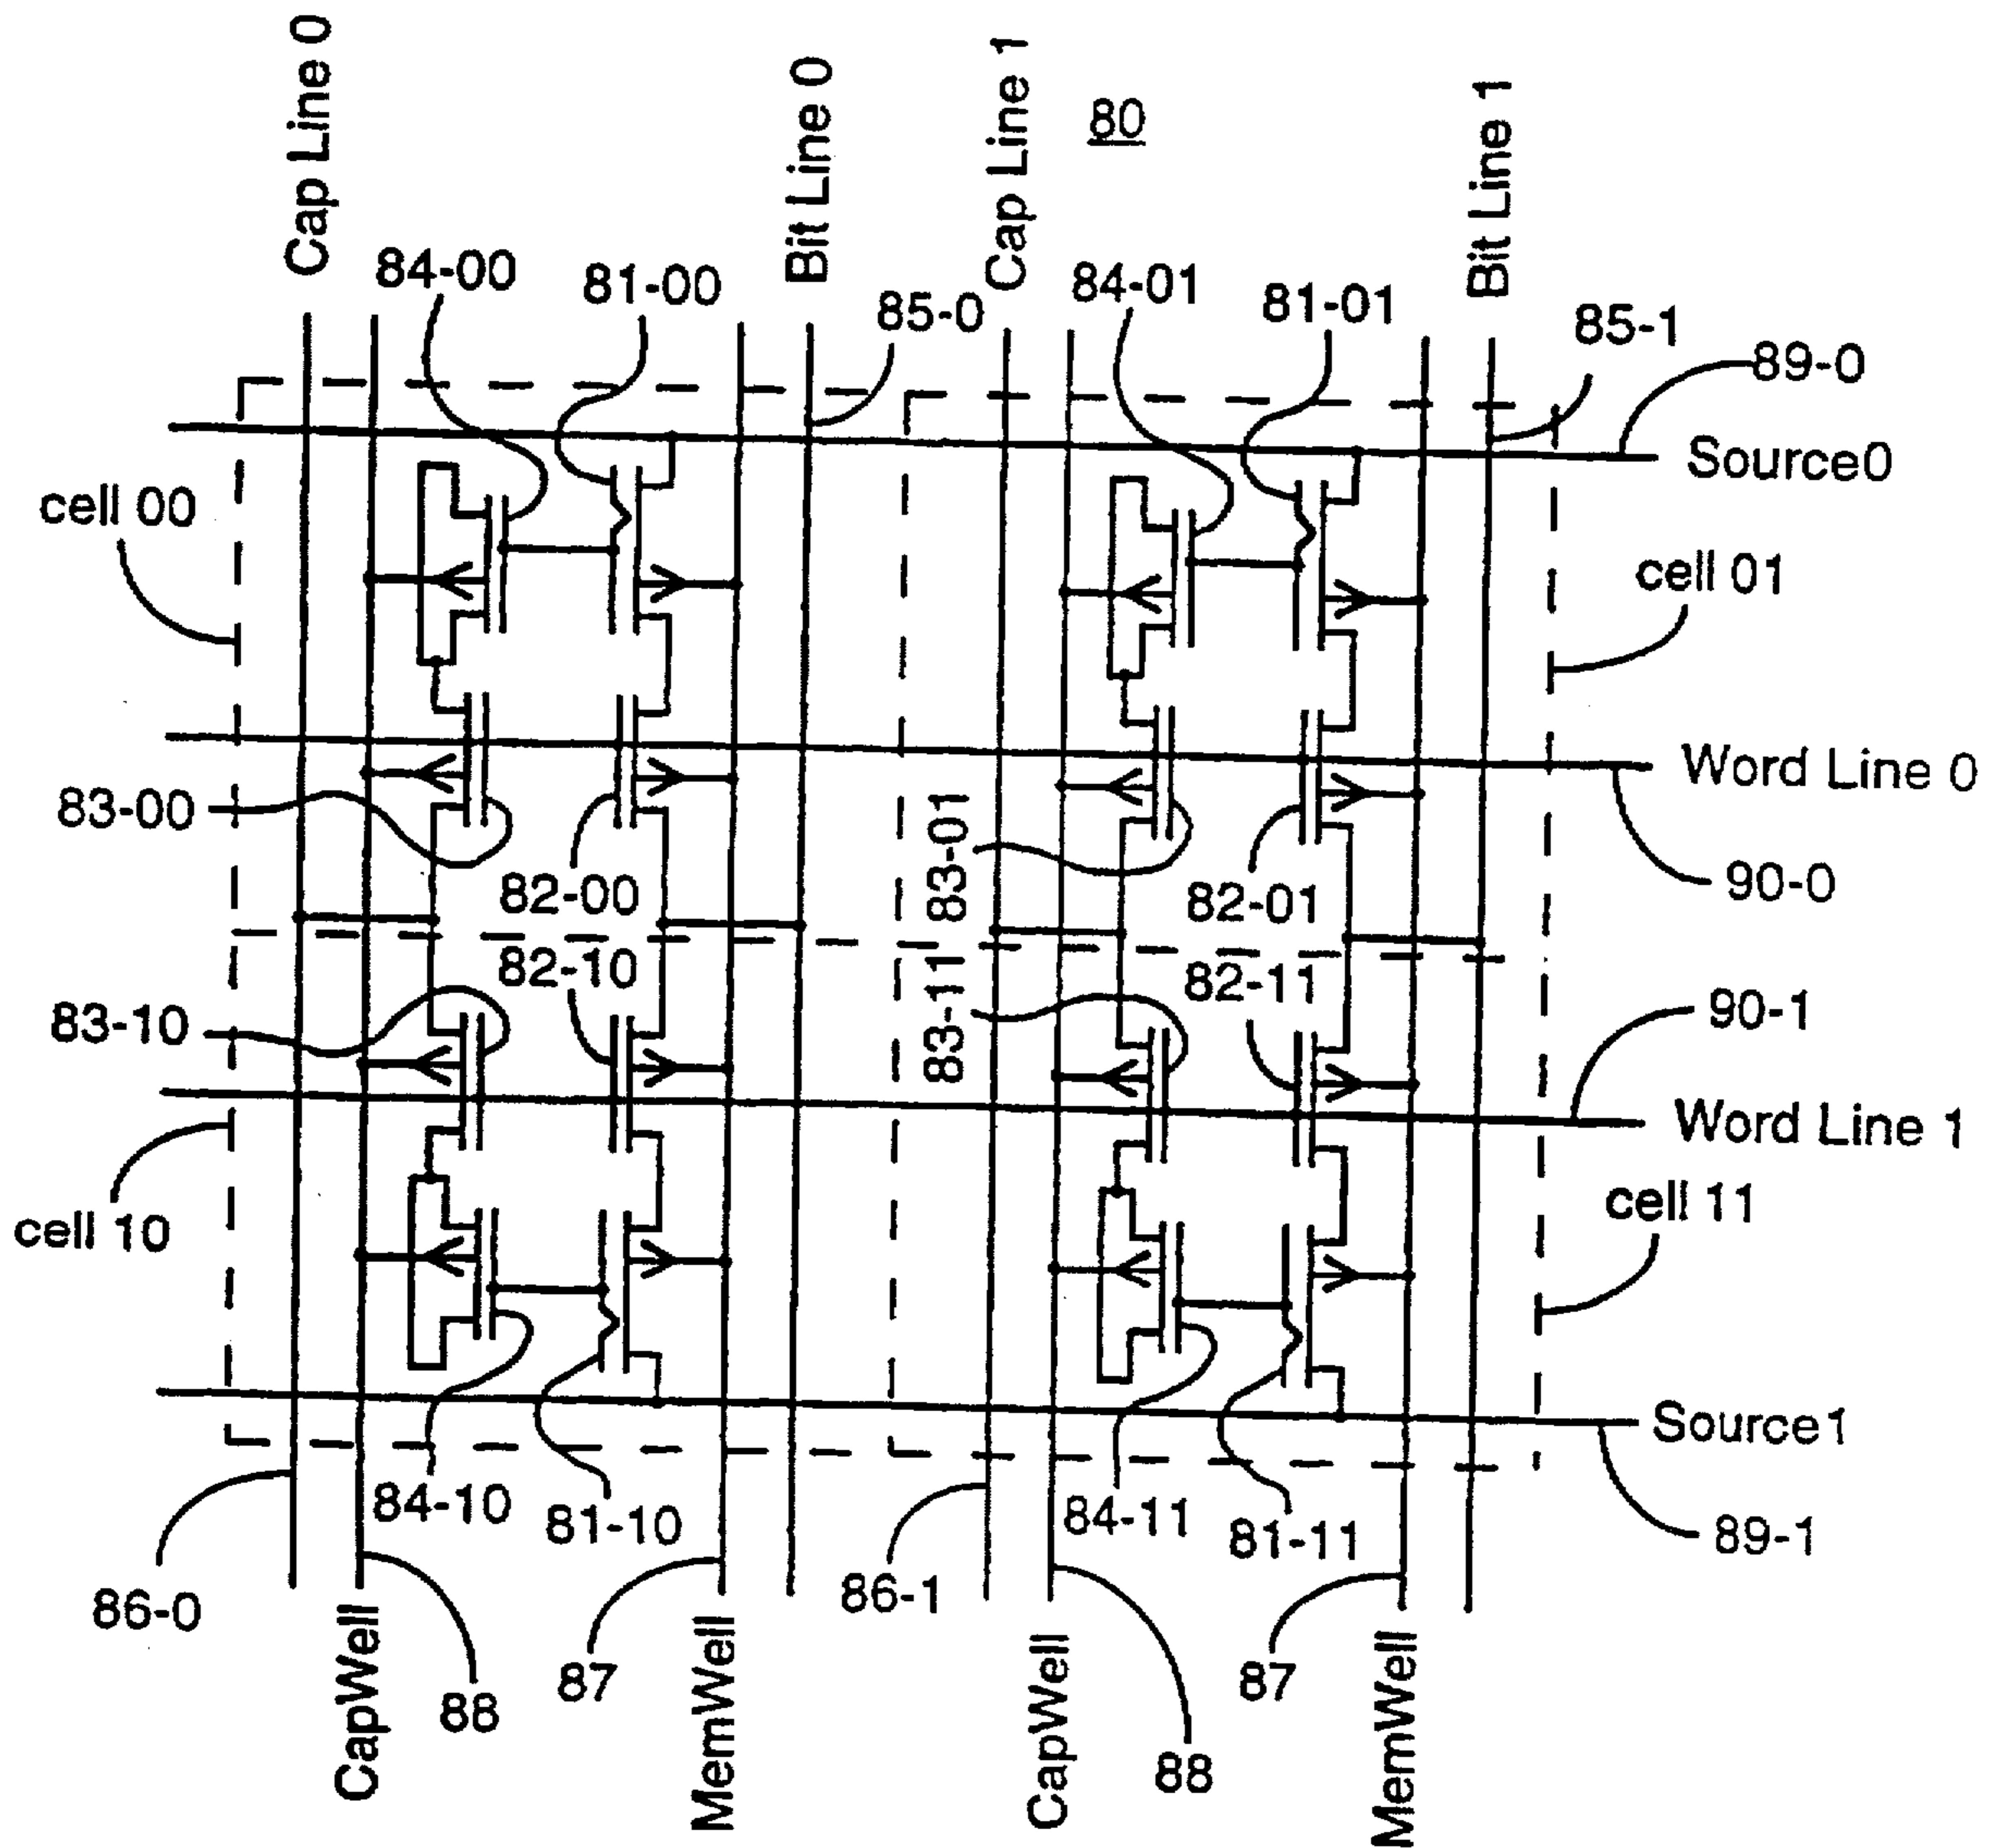 Cap Line 0
Bit Line 0
Cap Line 1
80
Bit Line 1
84-00
81-00
85-0
84-01
81-01
85-1
89-0
Source0
cell 00
cell 01
Word Line 0
83-00
83-01
82-00
82-01
90-0
82-10
82-11
83-10
83-11
90-1
Word Line 1
cell 10
cell 11
Source1
84-10
81-10
84-11
81-11
89-1
86-0
86-1
CapWell
88
87
MemWell
CapWell
88
87
MemWell